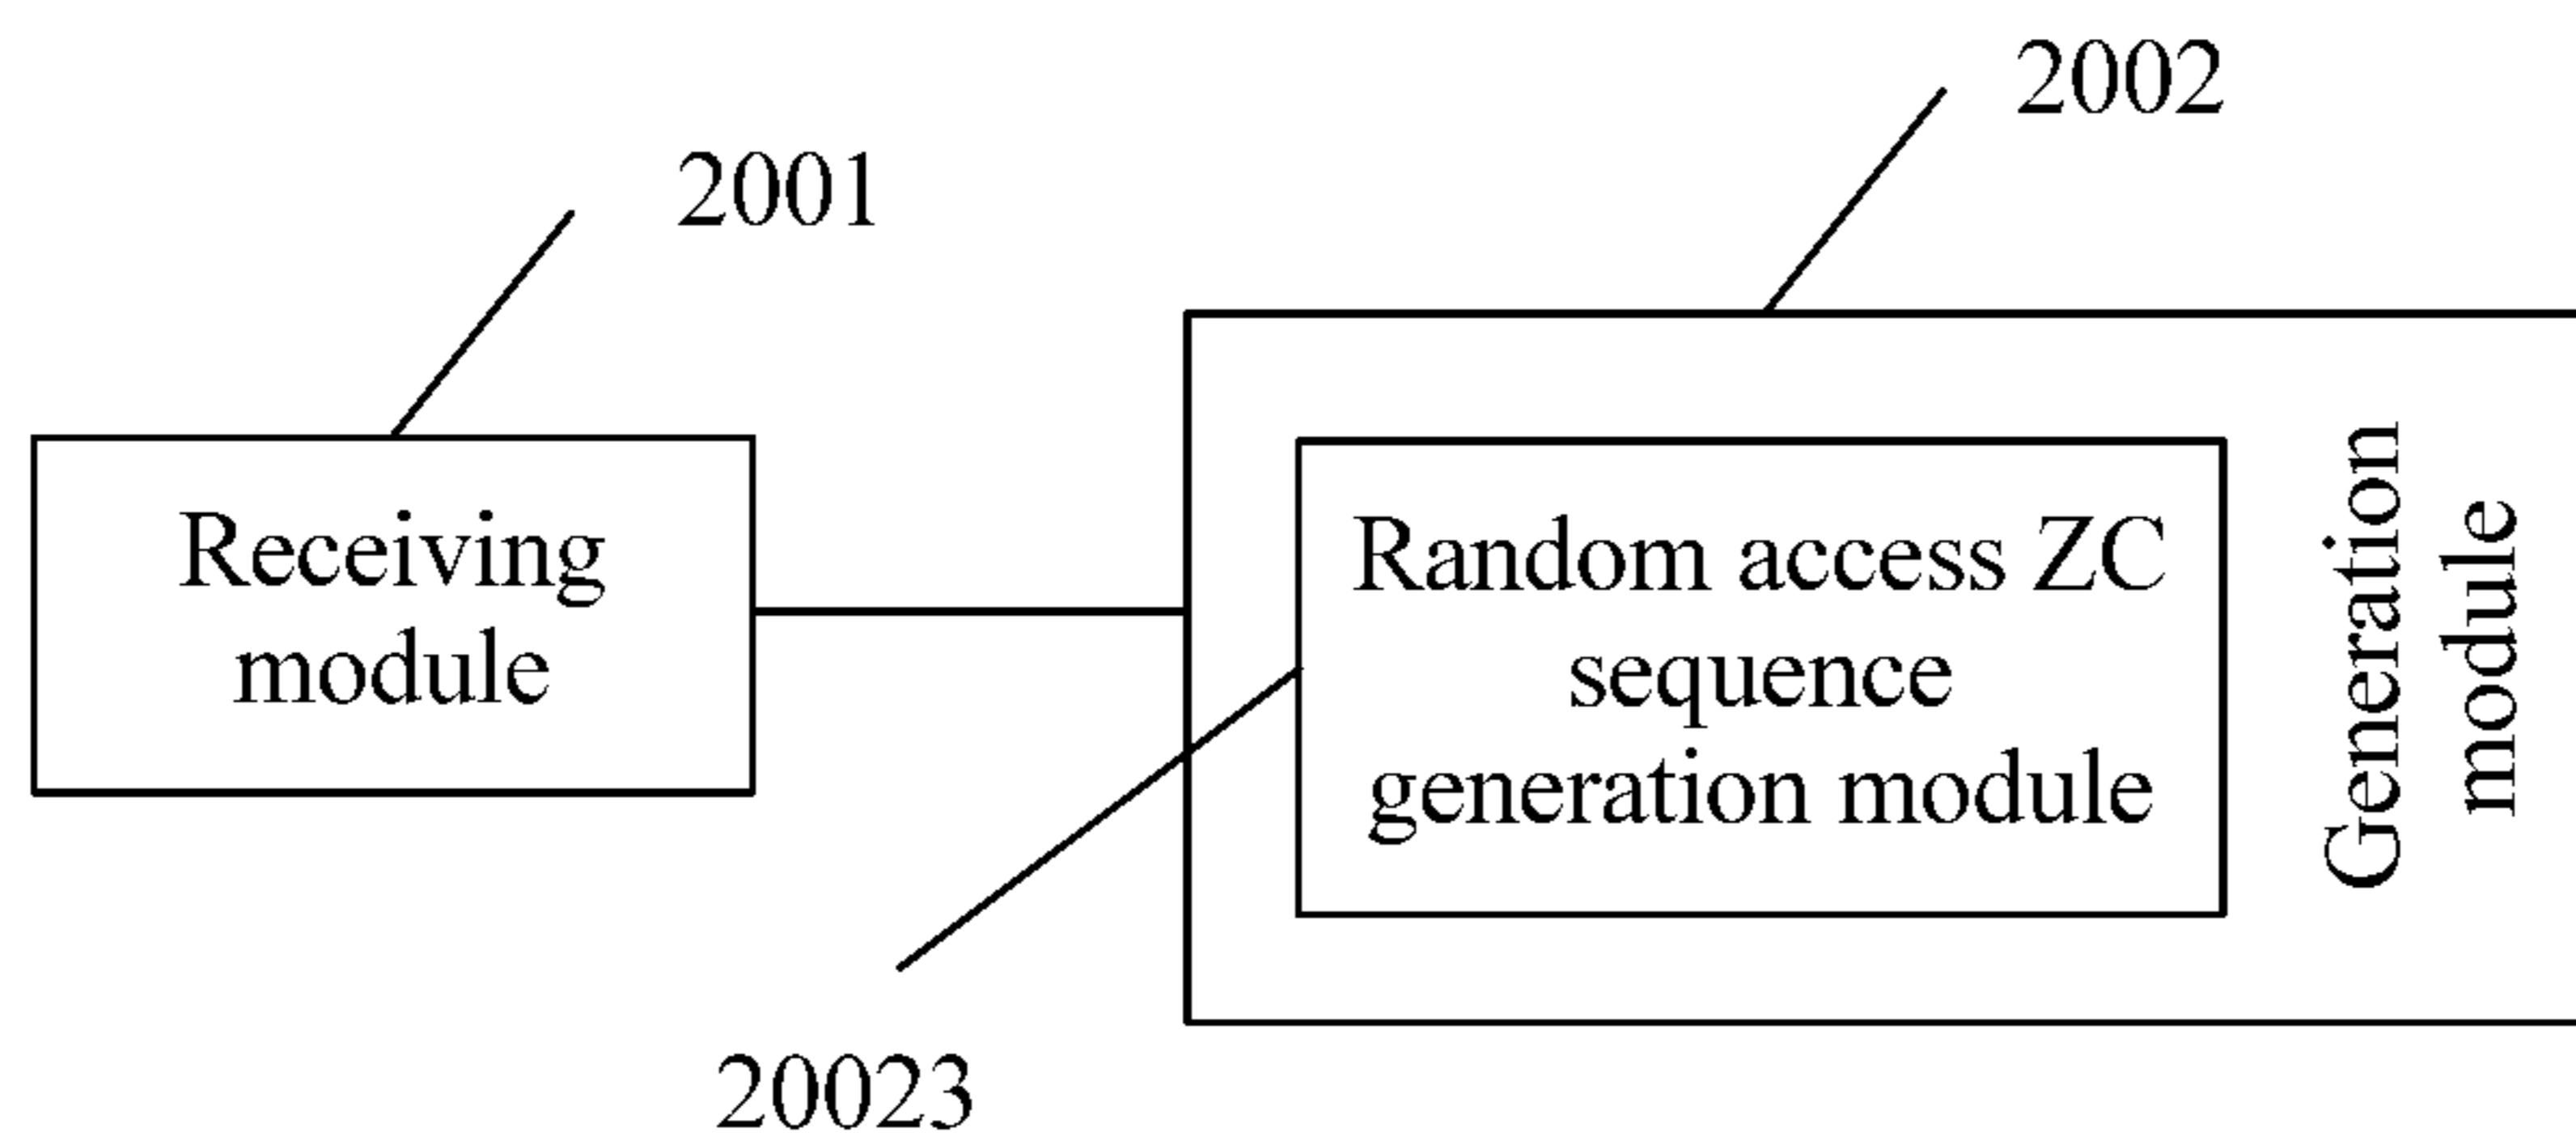 2002
2001
Receiving
module
Random access ZC
sequence
generation module
Generation
module
20023